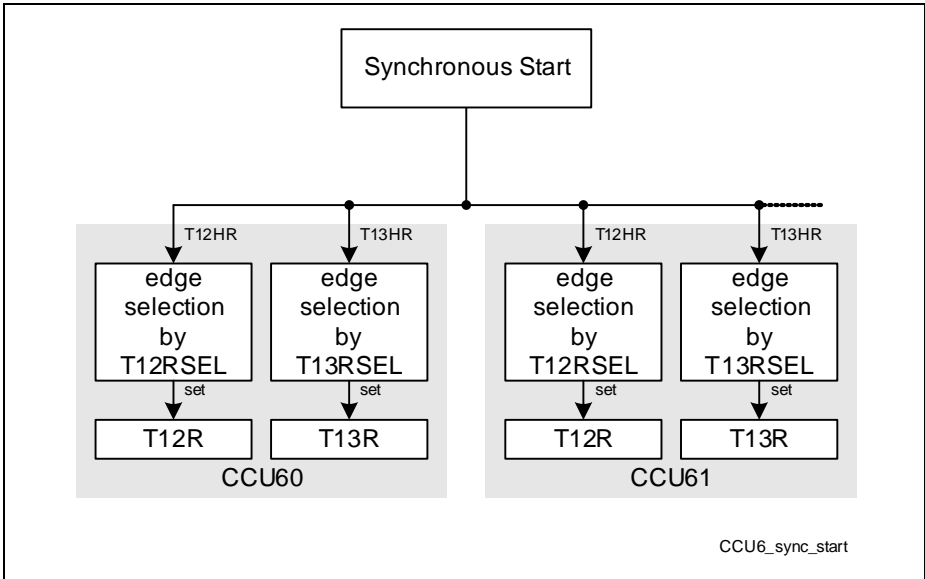 Synchronous Start
T12HR
T13HR
T12HR
T13HR
edge
selection
by
T12RSEL
edge
selection
by
T13RSEL
edge
selection
by
T12RSEL
edge
selection
by
T13RSEL
set
set
set
set
T12R
T13R
T12R
T13R
CCU60
CCU61
CCU6_sync_start